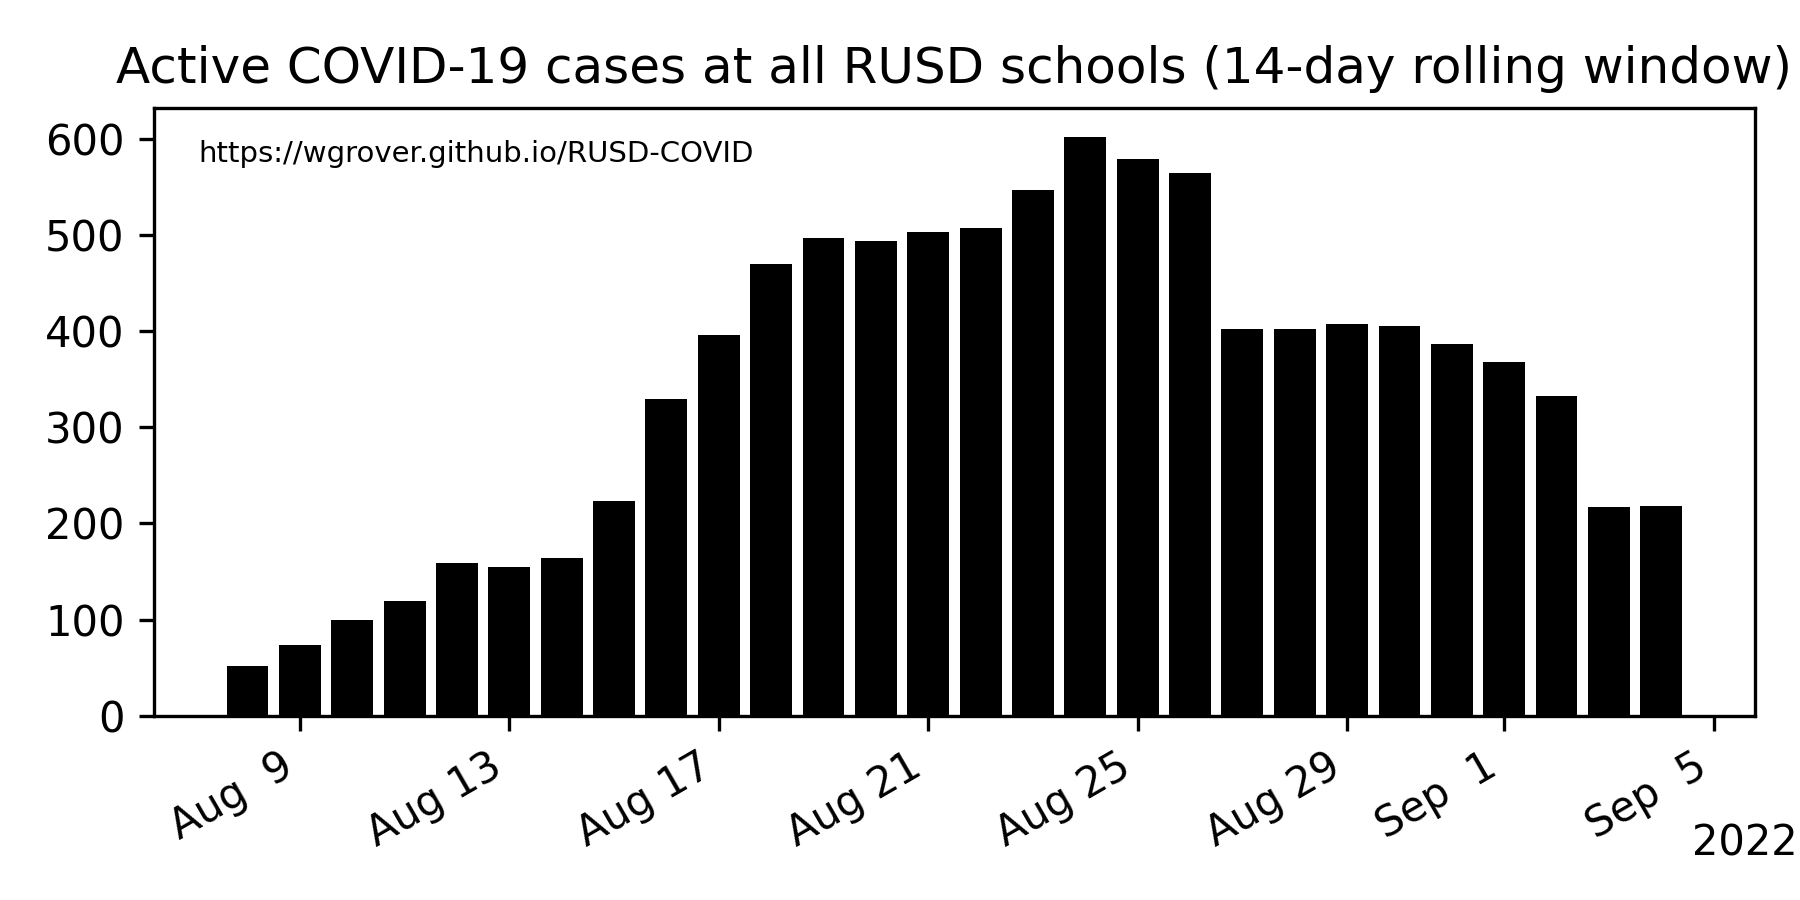 Active COVID-19 cases at all RUSD schools (14-day rolling window)
https://wgrover.github.io/RUSD-COVID
600
500
400
300
200
100
0
Aug 9
Aug 13
Aug 17
Aug 21
Aug 25
Aug 29
Sep 1
Sep 5
2022